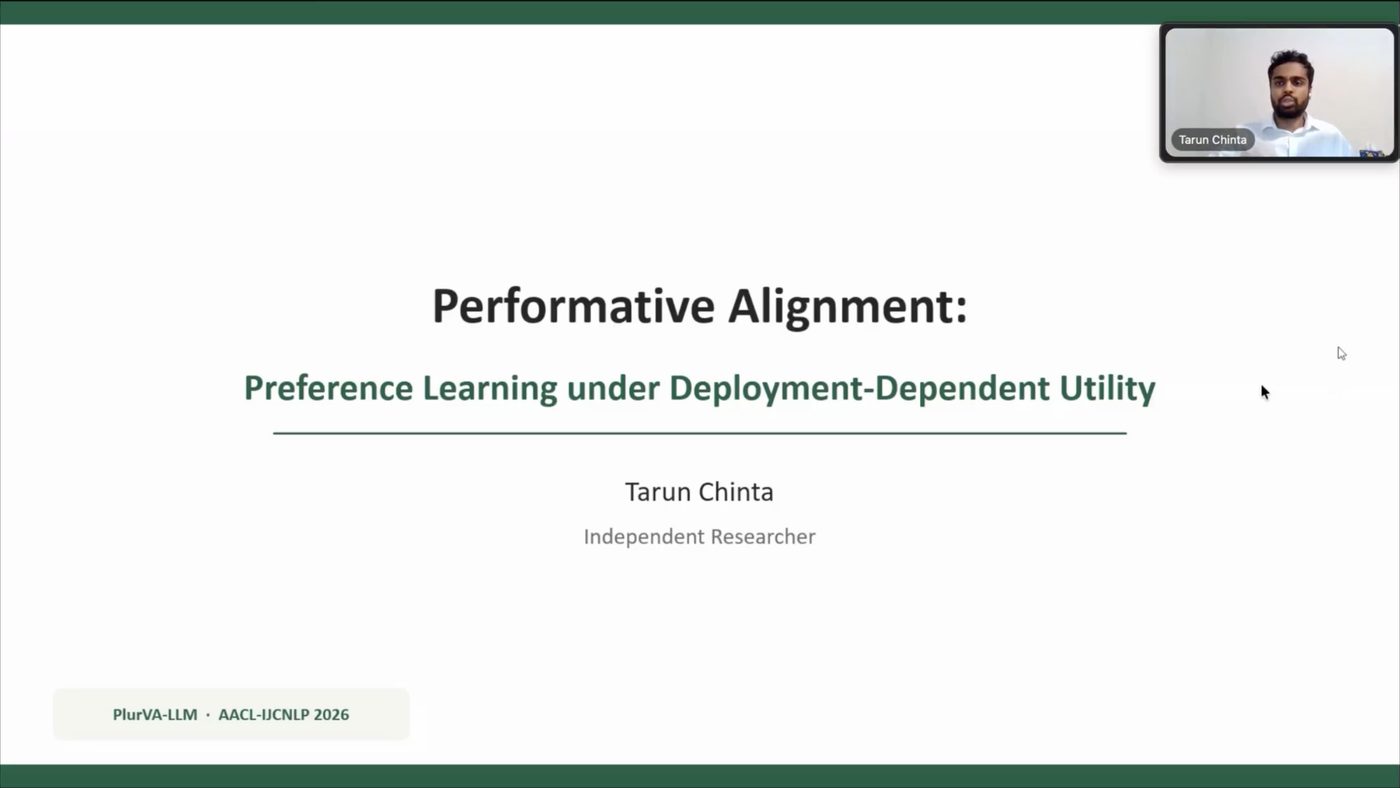 Tarun Chinta
Performative Alignment:
Preference Learning under Deployment-Dependent Utility
Tarun Chinta
Independent Researcher
PlurVA-LLM · AACL-IJCNLP 2026